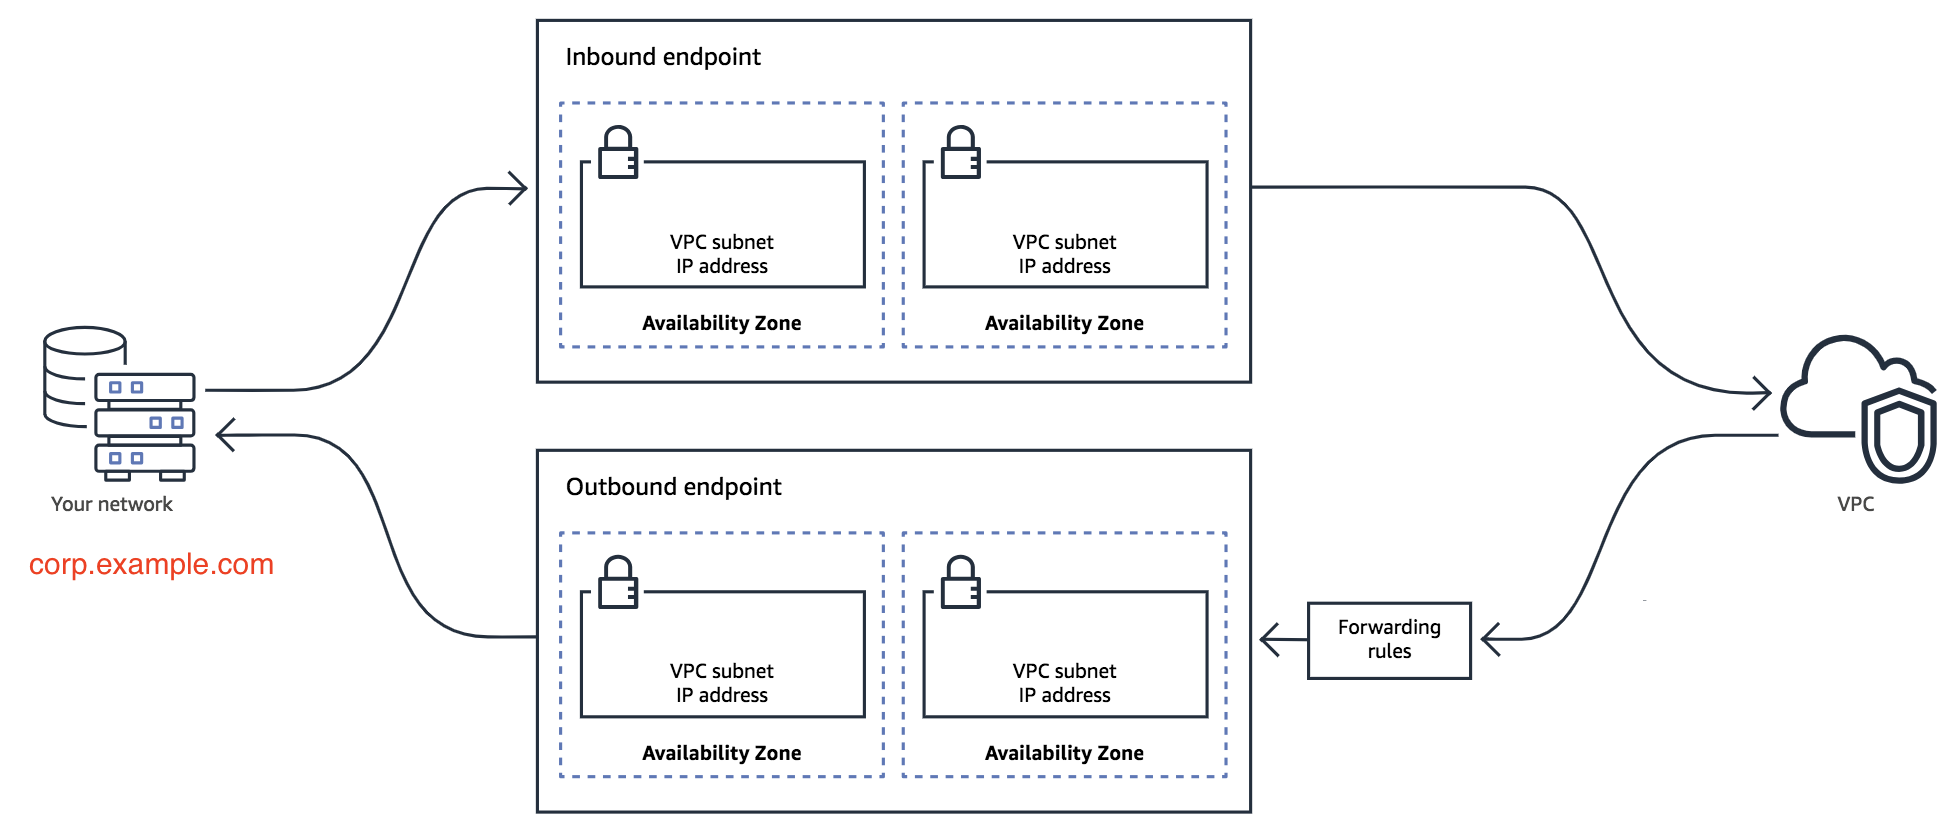 Inbound endpoint
VPC subnet
IP address
Availability Zone
VPC subnet
IP address
Availability Zone
Your network
corp.example.com
VPC
Outbound endpoint
VPC subnet
IP address
Availability Zone
VPC subnet
IP address
Availability Zone
Forwarding
rules